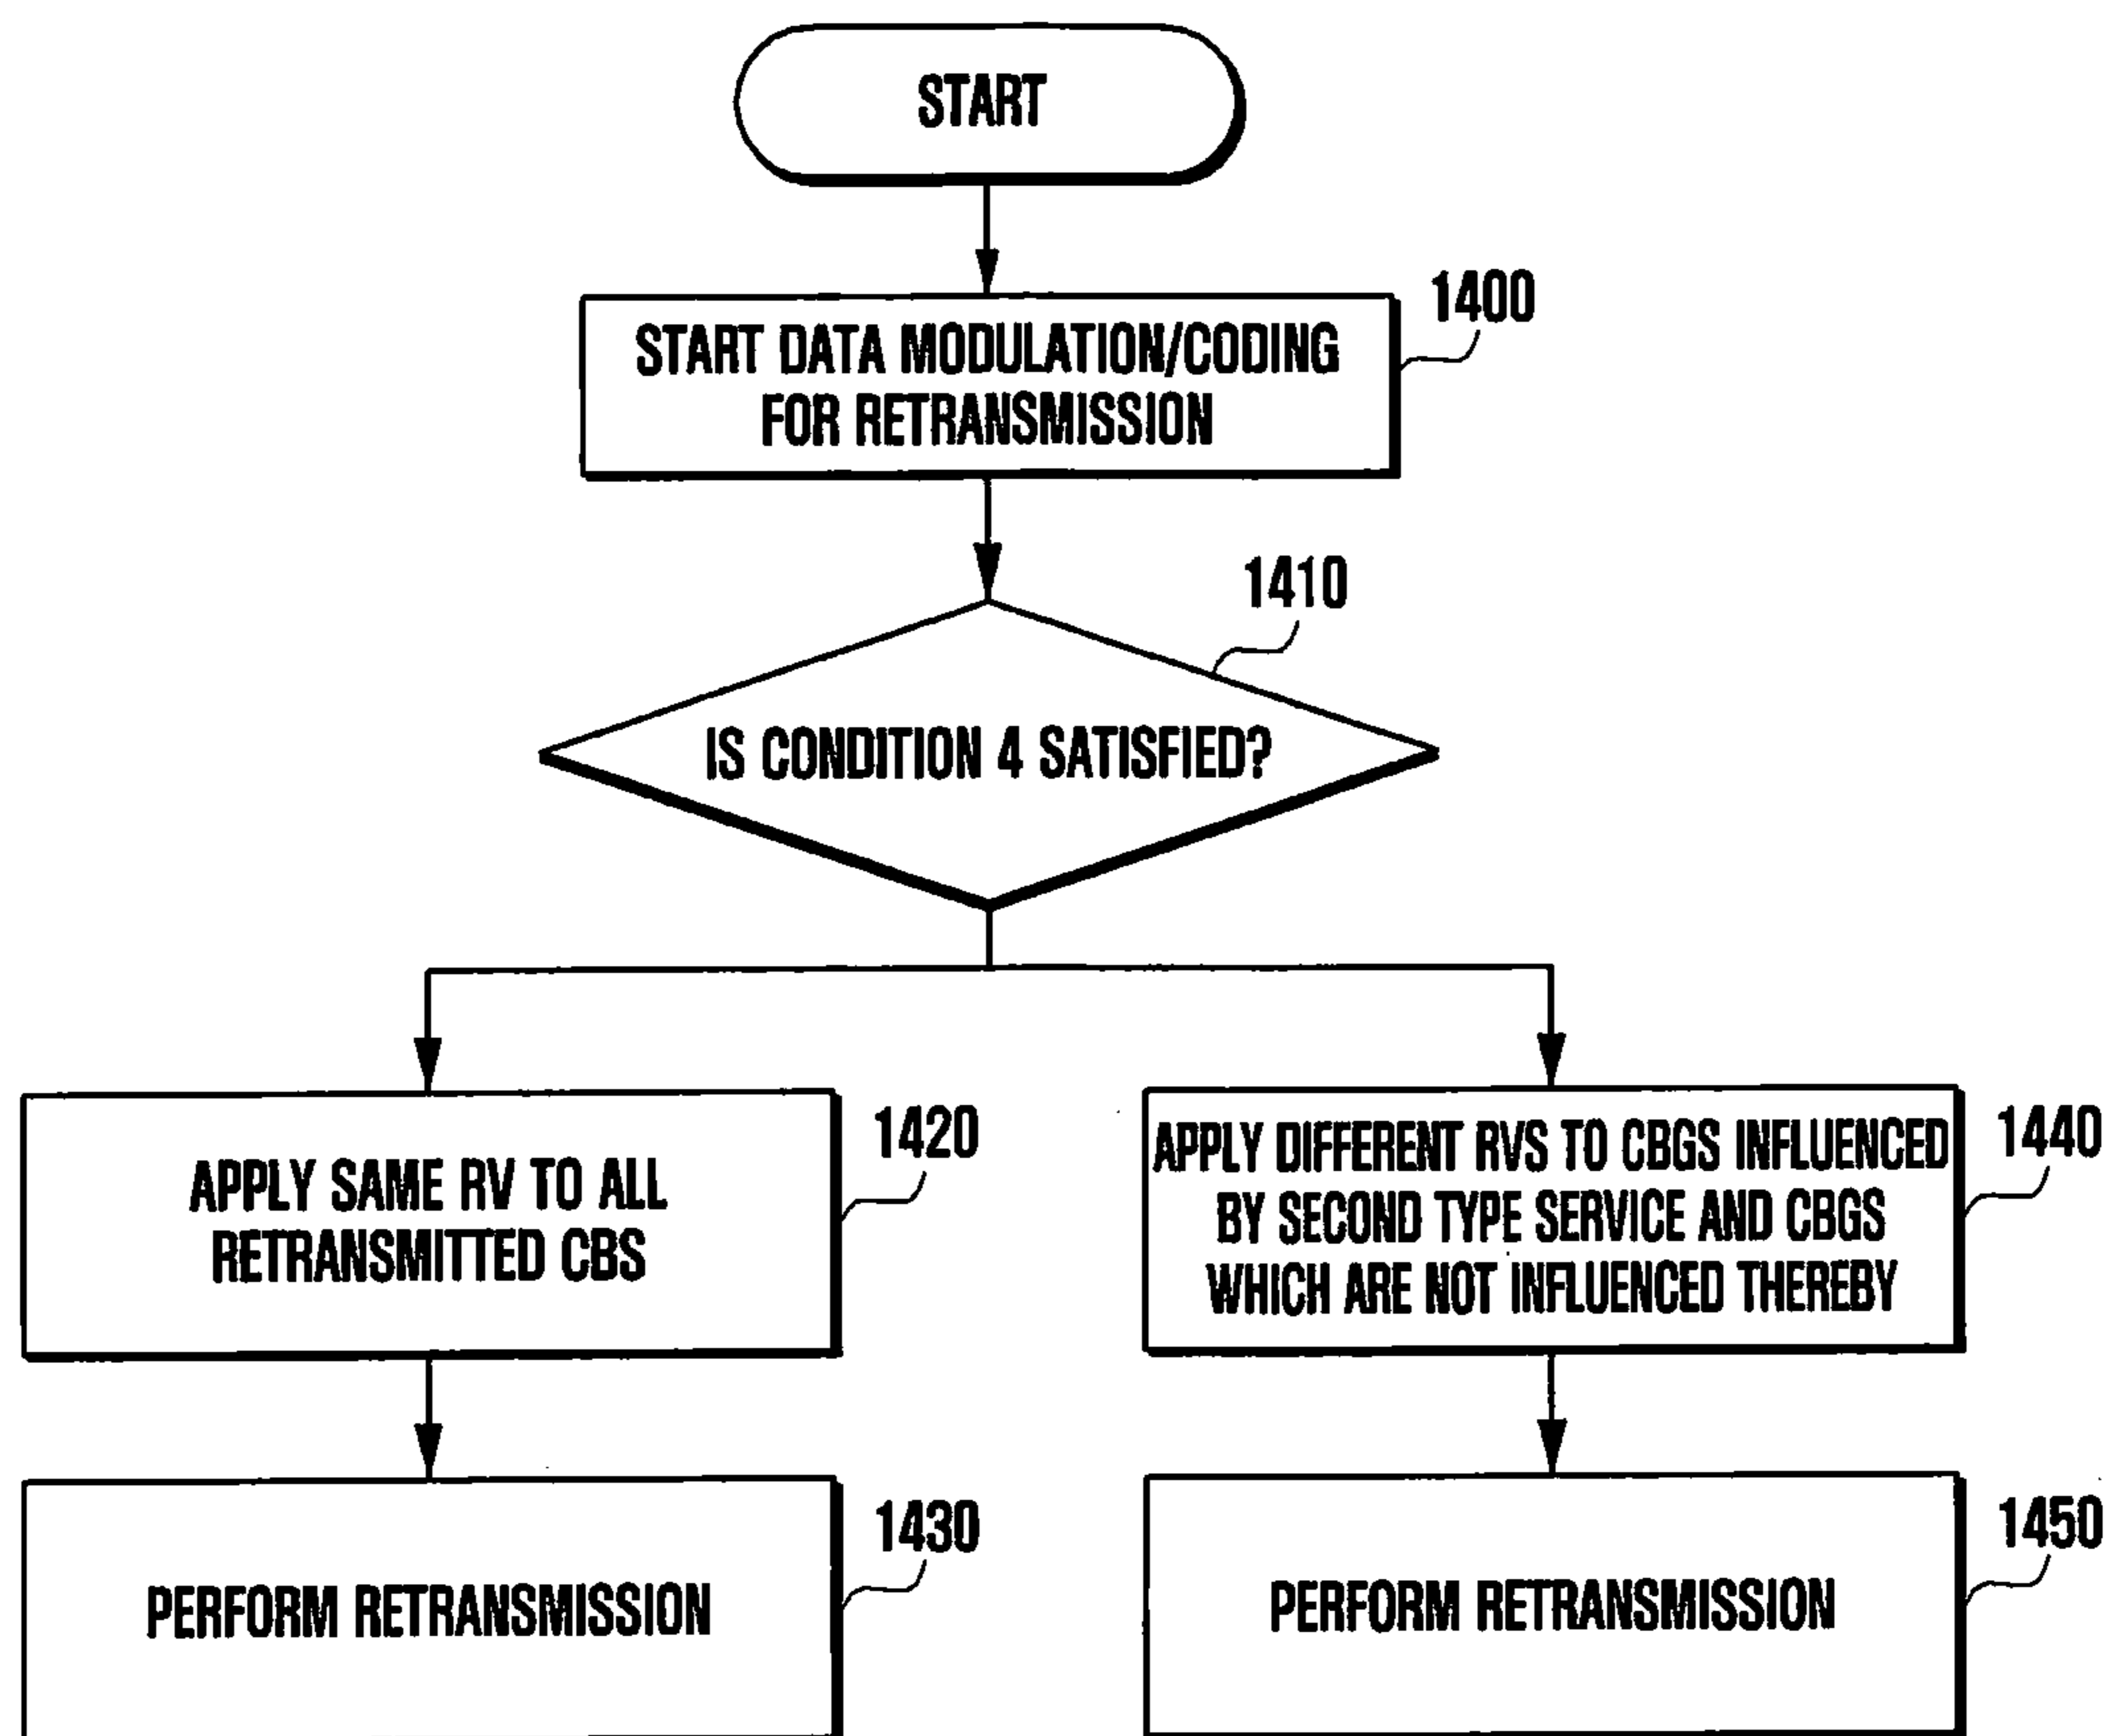 START
1400
START DATA MODULATION/CODING
FOR RETRANSMISSION
1410
IS CONDITION 4 SATISFIED?
1420
APPLY SAME RV TO ALL
RETRANSMITTED CBS
1440
APPLY DIFFERENT RVS TO CBGS INFLUENCED
BY SECOND TYPE SERVICE AND CBGS
WHICH ARE NOT INFLUENCED THEREBY
1430
PERFORM RETRANSMISSION
1450
PERFORM RETRANSMISSION